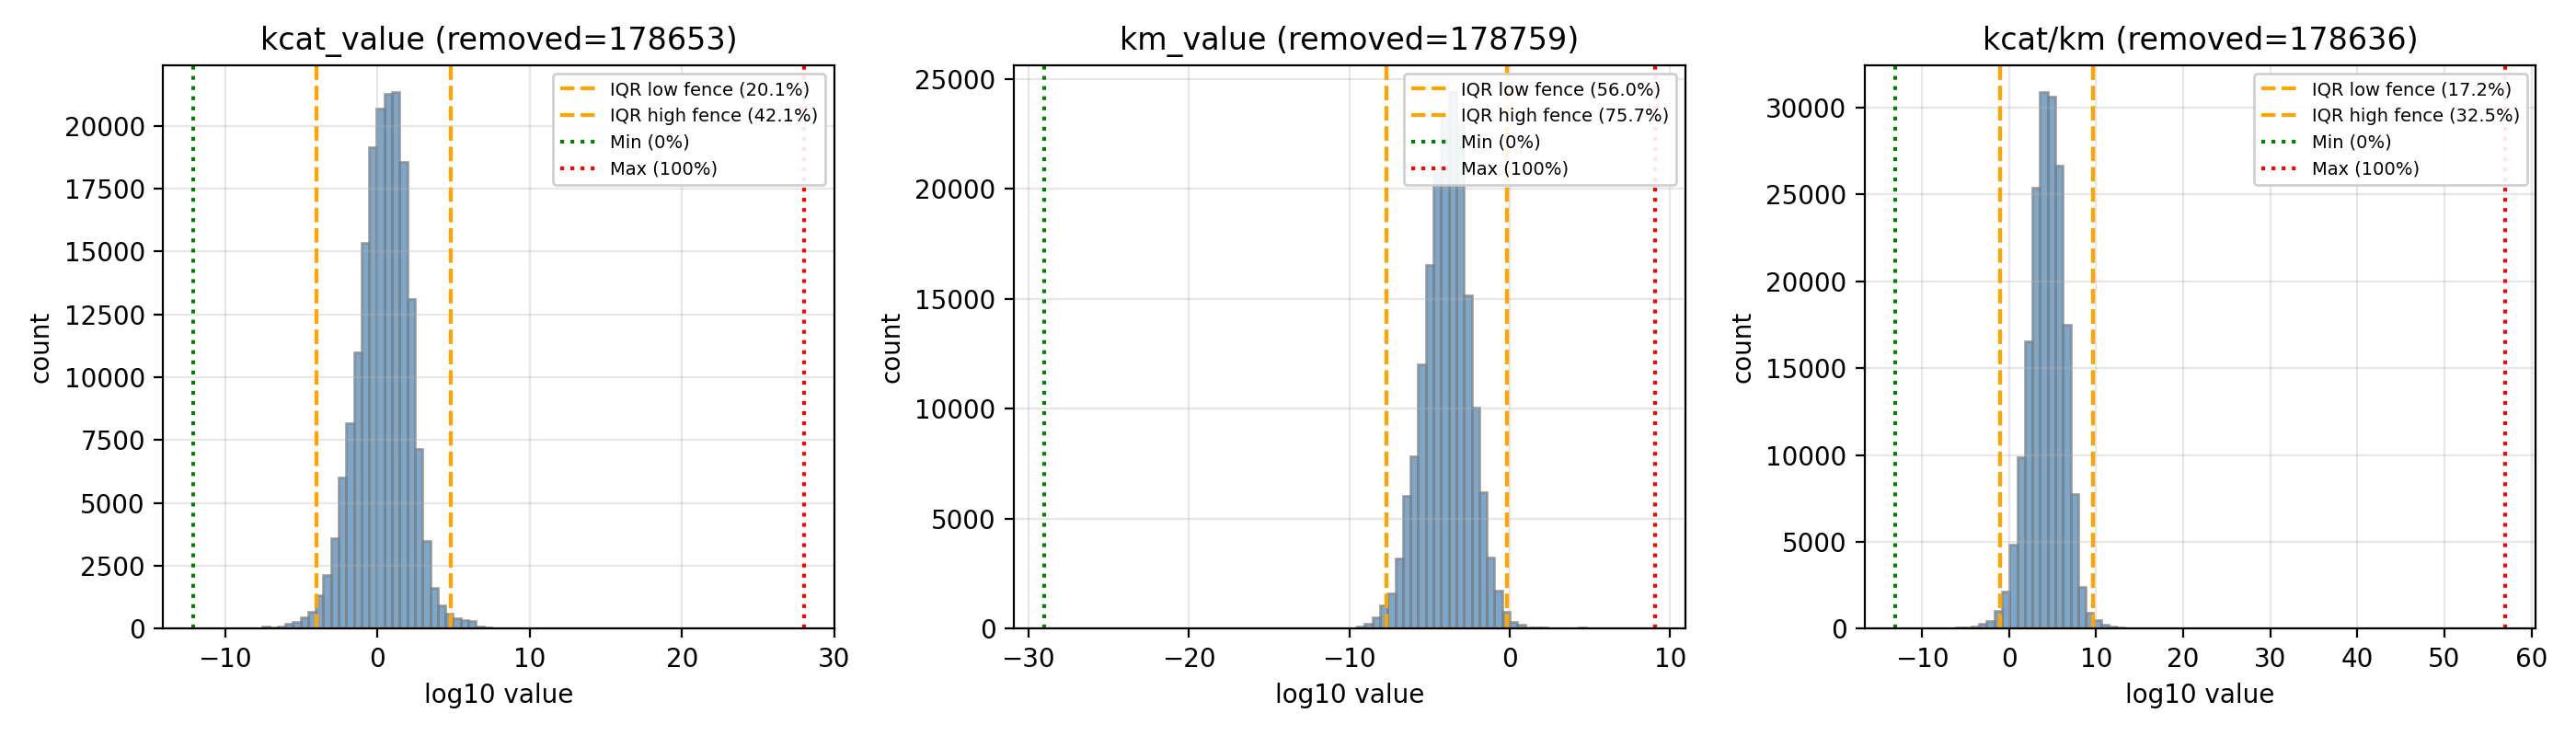 kcat_value (removed=178653)
IQR low fence (20.1%)
IQR high fence (42.1%)
Min (0%)
Max (100%)
20000
17500
15000
12500
10000
7500
5000
2500
0
count
−10
0
10
20
30
log10 value
km_value (removed=178759)
IQR low fence (56.0%)
IQR high fence (75.7%)
Min (0%)
Max (100%)
25000
20000
15000
10000
5000
0
count
−30
−20
−10
0
10
log10 value
kcat/km (removed=178636)
IQR low fence (17.2%)
IQR high fence (32.5%)
Min (0%)
Max (100%)
30000
25000
20000
15000
10000
5000
0
count
−10
0
10
20
30
40
50
60
log10 value